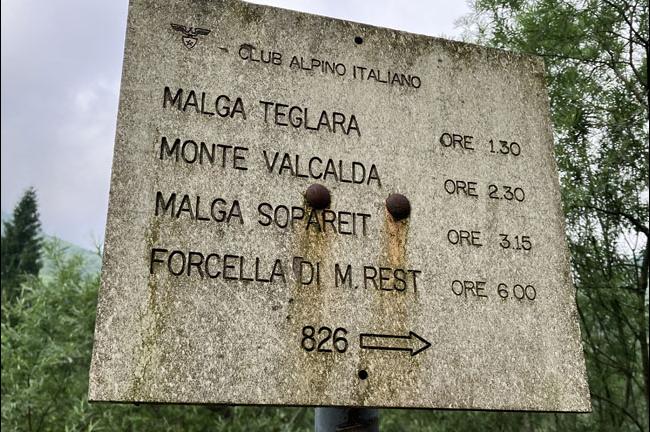 CLUB ALPINO ITALIANO
MALGA TEGLARA ORE 1.30
MONTE VALCALDA ORE 2.30
MALGA SOPAREIT ORE 3.15
FORCELLA DI M. REST ORE 6.00
826